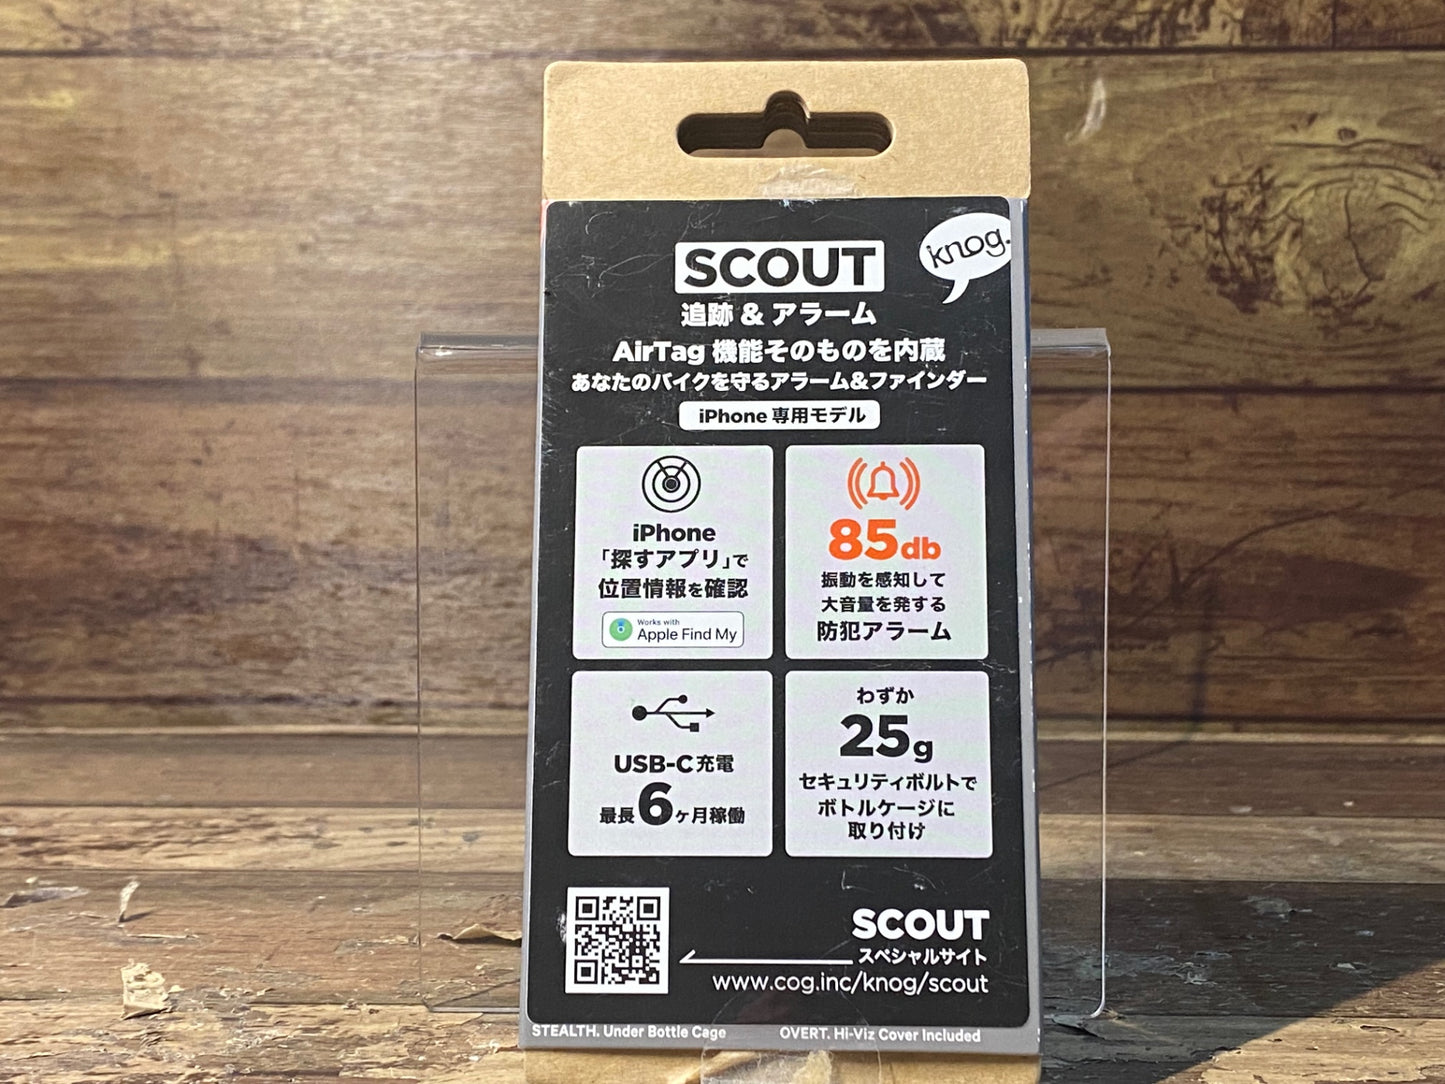 knog.
SCOUT
追跡 & アラーム
AirTag 機能そのものを内蔵
あなたのバイクを守るアラーム&ファインダー
iPhone 専用モデル
iPhone
「探すアプリ」で
位置情報を確認
Works with
Apple Find My
85db
振動を感知して
大音量を発する
防犯アラーム
USB-C充電
最長6ヶ月稼働
わずか
25g
セキュリティボルトで
ボトルケージに
取り付け
SCOUT
スペシャルサイト
www.cog.inc/knog/scout
STEALTH. Under Bottle Cage
OVERT. Hi-Viz Cover Included